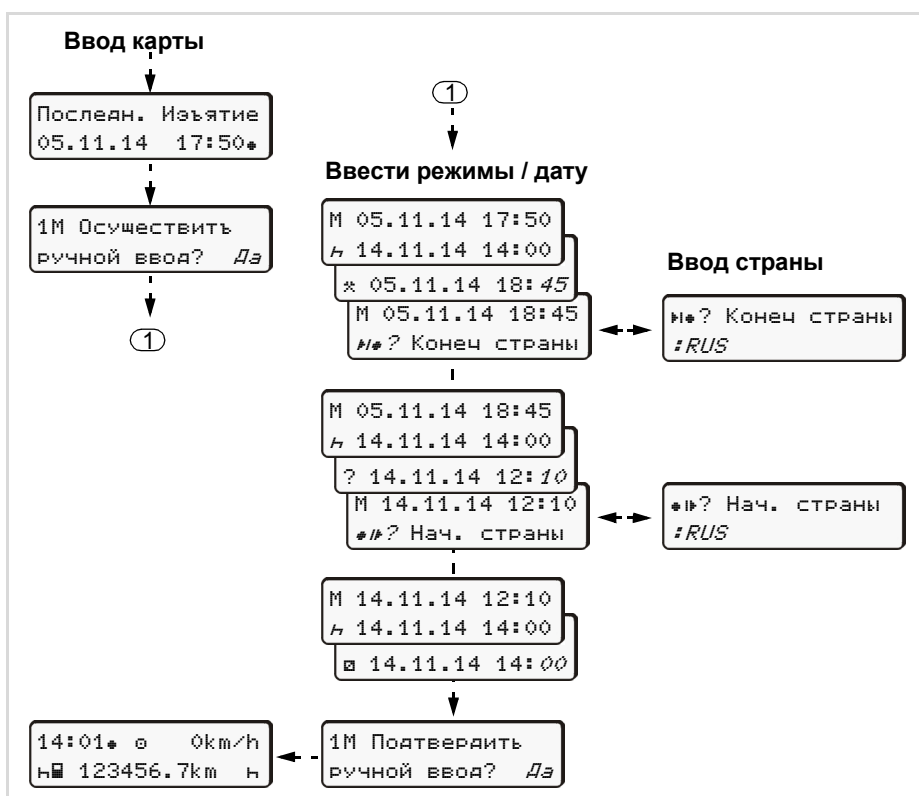 Ввод карты
Последн. Изъятие
05.11.14 17:50
1М Осуществить
ручной ввод? Да
1
1
Ввести режимы / дату
М 05.11.14 17:50
14.11.14 14:00
05.11.14 18:45
М 05.11.14 18:45
? Конец страны
Ввод страны
? Конец страны
:RUS
М 05.11.14 18:45
14.11.14 14:00
? 14.11.14 12:10
М 14.11.14 12:10
? Нач. страны
? Нач. страны
:RUS
М 14.11.14 12:10
14.11.14 14:00
14.11.14 14:00
1М Подтвердить
ручной ввод? Да
14:01 0km/h
123456.7km